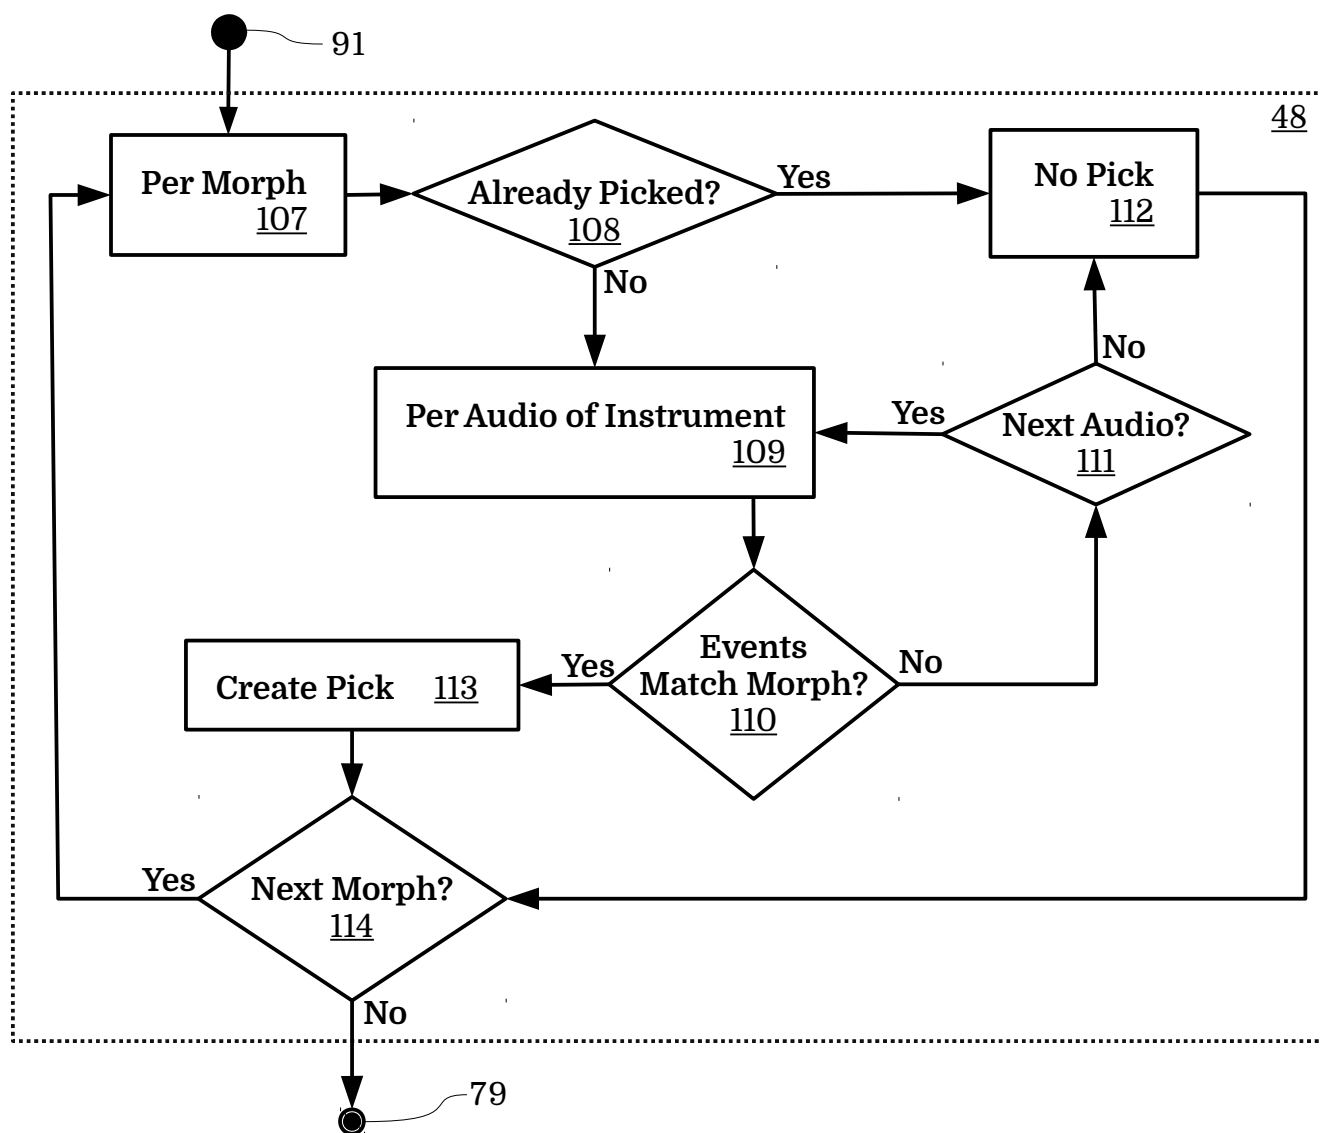 91
48
Per Morph
107
Already Picked?
108
Yes
No Pick
112
No
No
Per Audio of Instrument
109
Yes
Next Audio?
111
Events
Match Morph?
110
Yes
No
Create Pick 113
Yes
Next Morph?
114
No
79